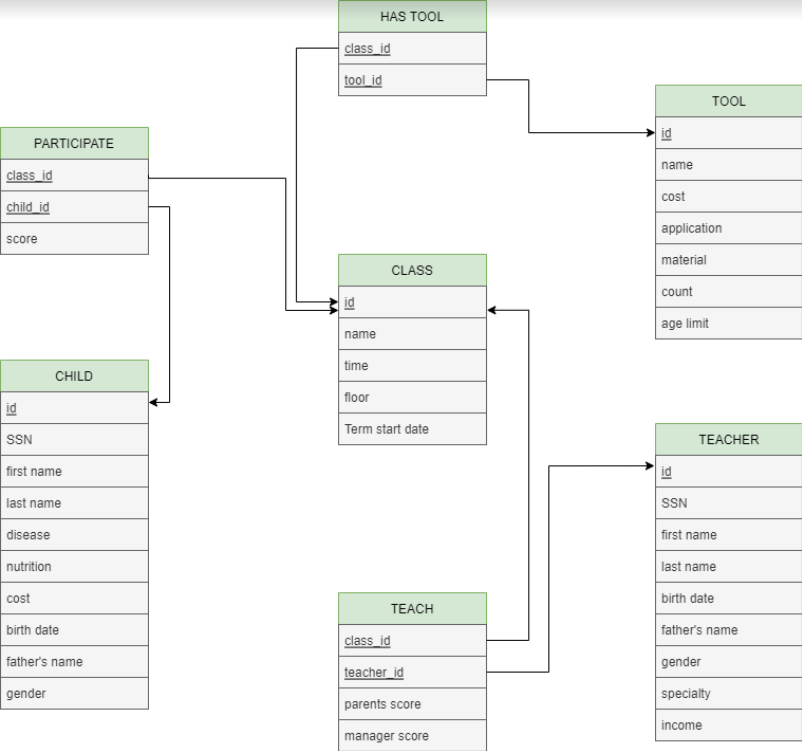 HAS TOOL
class_id
tool_id
TOOL
id
name
cost
application
material
count
age limit
PARTICIPATE
class_id
child_id
score
CLASS
id
name
time
floor
Term start date
CHILD
id
SSN
first name
last name
disease
nutrition
cost
birth date
father's name
gender
TEACHER
id
SSN
first name
last name
birth date
father's name
gender
specialty
income
TEACH
class_id
teacher_id
parents score
manager score